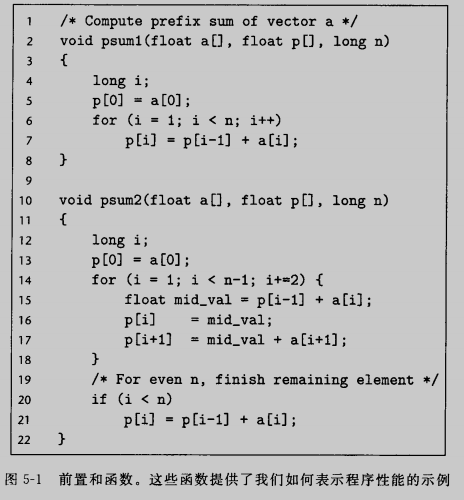 1 /* Compute prefix sum of vector a */
2 void psum1(float a[], float p[], long n)
3 {
4     long i;
5     p[0] = a[0];
6     for (i = 1; i < n; i++)
7         p[i] = p[i-1] + a[i];
8 }
9
10 void psum2(float a[], float p[], long n)
11 {
12     long i;
13     p[0] = a[0];
14     for (i = 1; i < n-1; i+=2) {
15         float mid_val = p[i-1] + a[i];
16         p[i]    = mid_val;
17         p[i+1]  = mid_val + a[i+1];
18     }
19     /* For even n, finish remaining element */
20     if (i < n)
21         p[i] = p[i-1] + a[i];
22 }
图 5-1 前置和函数。这些函数提供了我们如何表示程序性能的示例